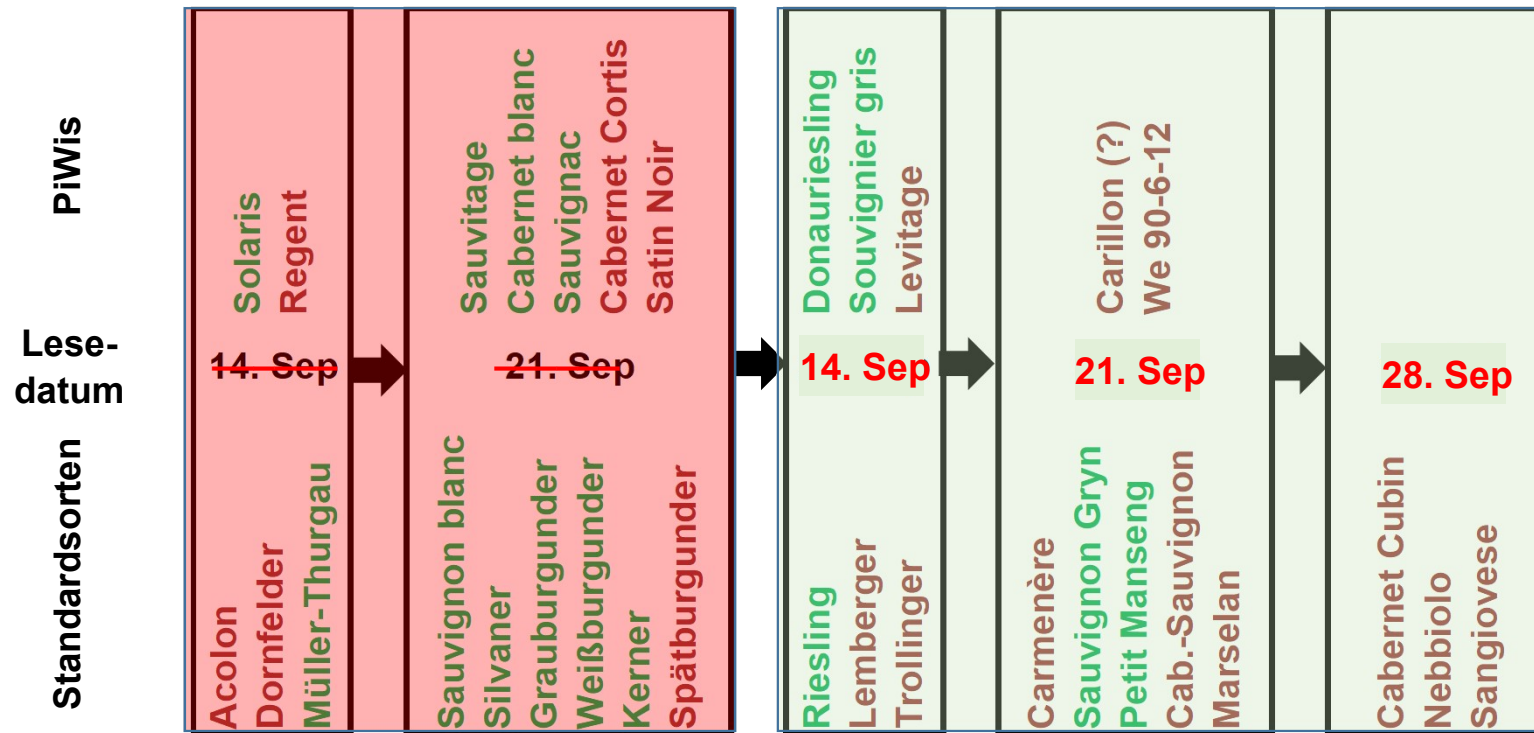 PiWis
Solaris
Regent
Sauvitage
Cabernet blanc
Sauvignac
Cabernet Cortis
Satin Noir
Donauriesling
Souvignier gris
Levitage
Carillon (?)
We 90-6-12
Lese-
datum
14. Sep
21. Sep
14. Sep
21. Sep
28. Sep
Standardsorten
Acolon
Dornfelder
Müller-Thurgau
Sauvignon blanc
Silvaner
Grauburgunder
Weißburgunder
Kerner
Spätburgunder
Riesling
Lemberger
Trollinger
Carmenère
Sauvignon Gryn
Petit Manseng
Cab.-Sauvignon
Marselan
Cabernet Cubin
Nebbiolo
Sangiovese